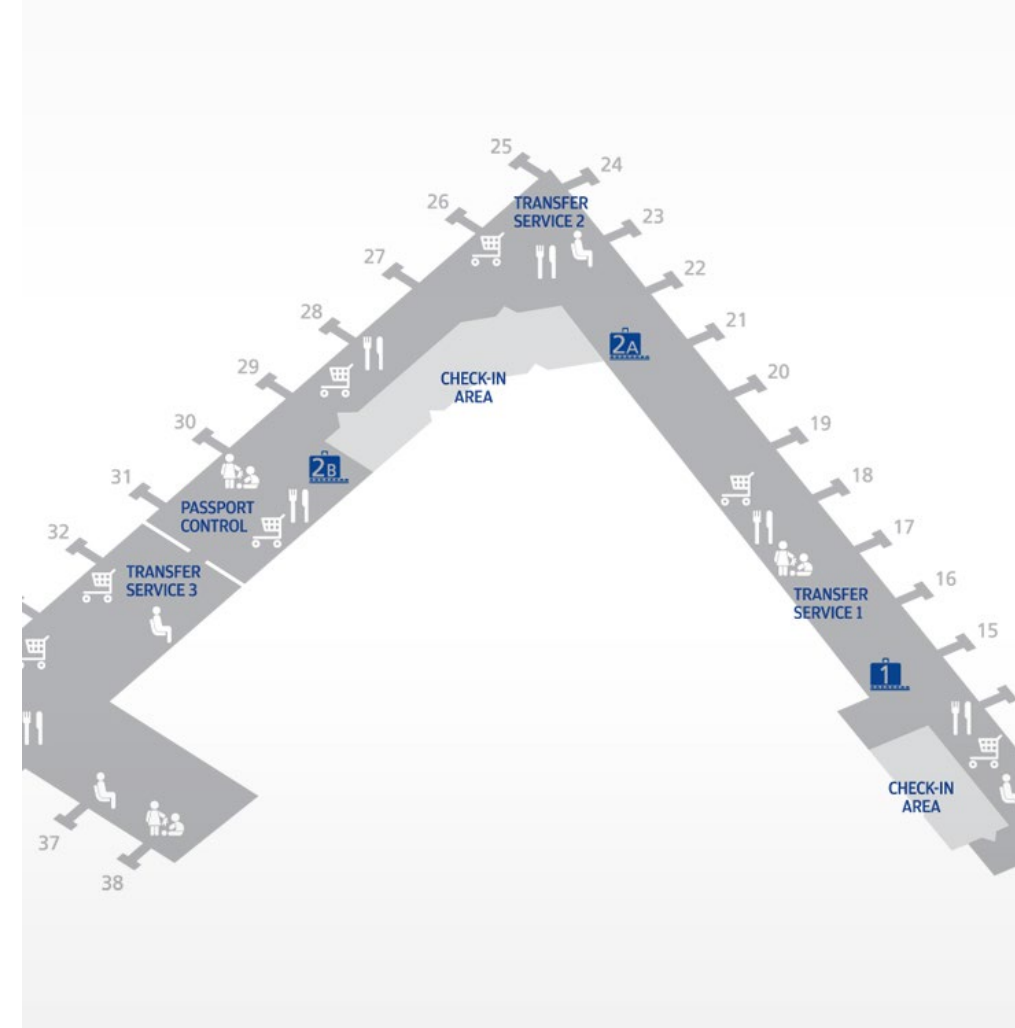 25
24
TRANSFER
SERVICE 2
26
23
27
22
28
21
2A
29
CHECK-IN
AREA
20
30
19
2B
31
18
PASSPORT
CONTROL
32
17
TRANSFER
SERVICE 3
16
TRANSFER
SERVICE 1
15
1
CHECK-IN
AREA
37
38